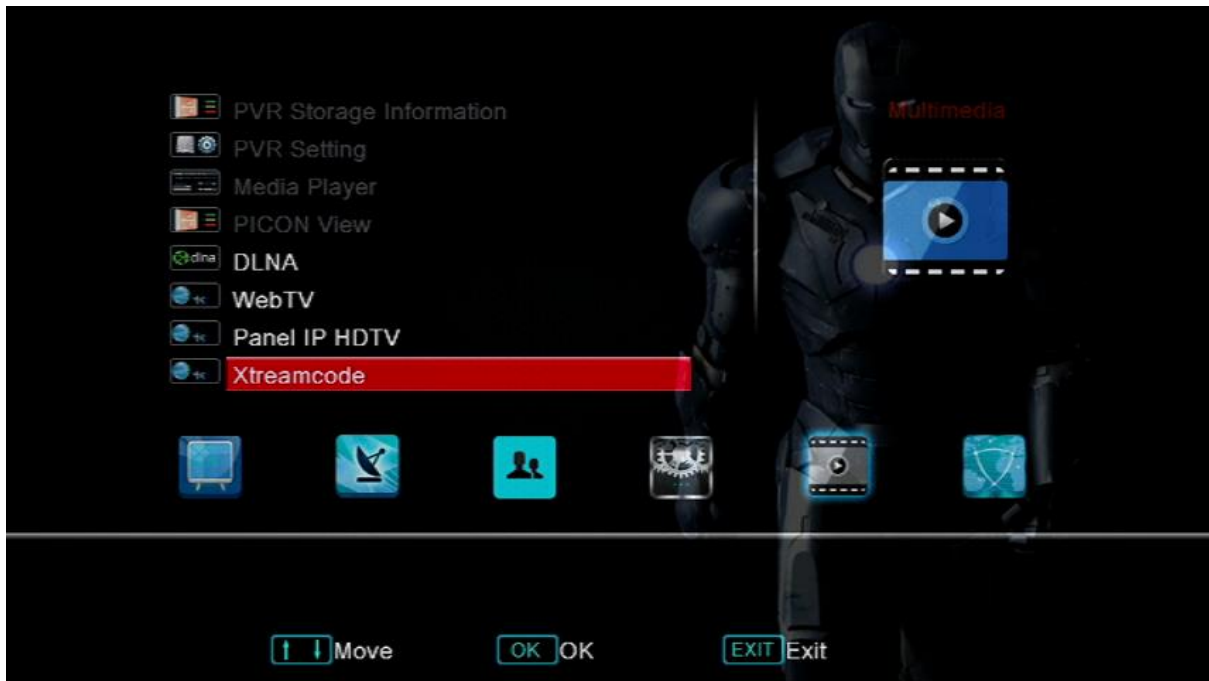 PVR Storage Information
Multimedia
PVR Setting
Media Player
PICON View
dlna DLNA
WebTV
Panel IP HDTV
Xtreamcode
Move OK OK EXIT Exit